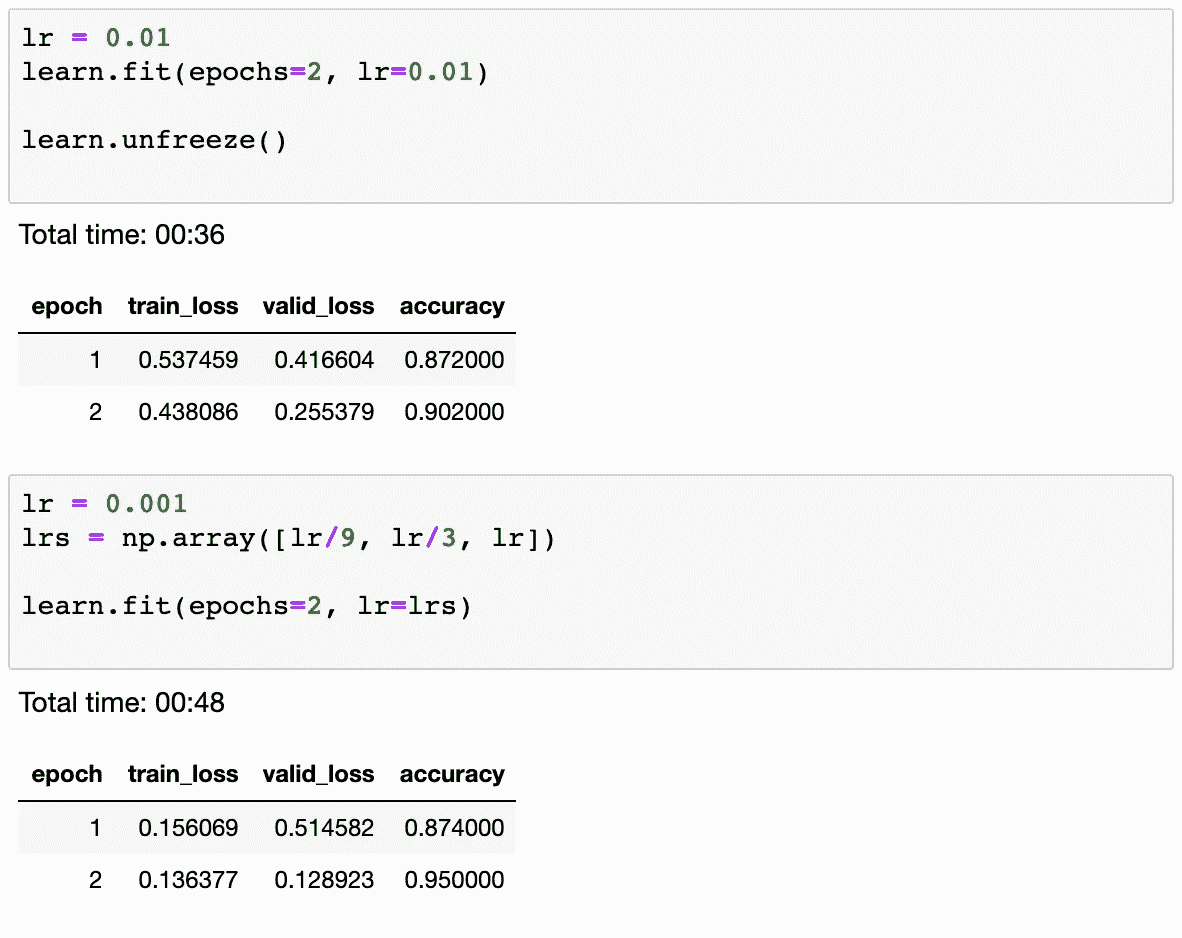 lr = 0.01
learn.fit(epochs=2, lr=0.01)
learn.unfreeze()
Total time: 00:36
epoch train_loss valid_loss accuracy
1 0.537459 0.416604 0.872000
2 0.438086 0.255379 0.902000
lr = 0.001
lrs = np.array([lr/9, lr/3, lr])
learn.fit(epochs=2, lr=lrs)
Total time: 00:48
epoch train_loss valid_loss accuracy
1 0.156069 0.514582 0.874000
2 0.136377 0.128923 0.950000